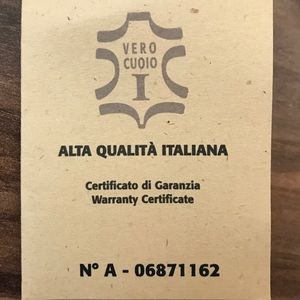 VERO
CUOIO
I
ALTA QUALITÀ ITALIANA
Certificato di Garanzia
Warranty Certificate
N° A - 06871162